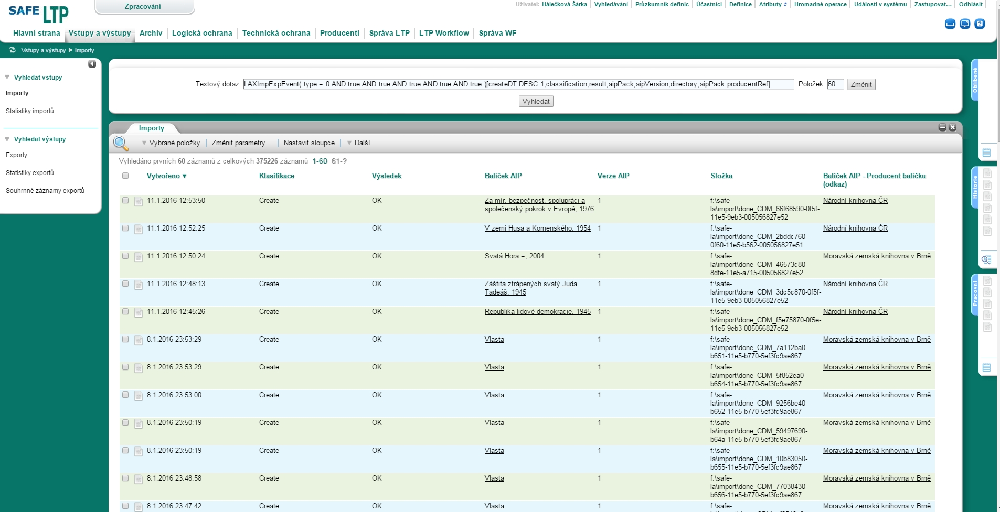 SAFE LTP
Zpracování
Uživatel: Hálečková Šárka Vyhledávání Průzkumník definic Účastníci Definice Atributy Hromadné operace Události v systému Zastupovat... Odhlásit
Hlavní strana Vstupy a výstupy Archiv Logická ochrana Technická ochrana Producenti Správa LTP LTP Workflow Správa WF
Vstupy a výstupy Importy
Vyhledat vstupy
Importy
Statistiky importů
Vyhledat výstupy
Exporty
Statistiky exportů
Souhrnné záznamy exportů
Textový dotaz: LAXImpExpEvent( type = 0 AND true AND true AND true AND true AND true )[createDT DESC 1,classification,result,aipPack,aipVersion,directory,aipPack.producentRef] Položek: 60 Změnit
Vyhledat
Importy
Vybrané položky Změnit parametry... Nastavit sloupce Další
Vyhledáno prvních 60 záznamů z celkových 375226 záznamů 1-60 61-?
Vytvořeno ▼ Klasifikace Výsledek Balíček AIP Verze AIP Složka Balíček AIP - Producent balíčku
(odkaz)
11.1.2016 12:53:50 Create OK Za mír, bezpečnost, spolupráci a 1 f:\safe- Národní knihovna ČR
společenský pokrok v Evropě, 1976 la\import\done_CDM_66f68590-0f5f-
11e5-9eb3-005056827e52
11.1.2016 12:52:25 Create OK V zemi Husa a Komenského, 1954 1 f:\safe- Národní knihovna ČR
la\import\done_CDM_2bddc760-
0f60-11e5-b562-005056827e51
11.1.2016 12:50:24 Create OK Svatá Hora =, 2004 1 f:\safe- Moravská zemská knihovna v Brně
la\import\done_CDM_46573c80-
8dfe-11e5-a715-005056827e52
11.1.2016 12:48:13 Create OK Záštita ztrápených svatý Juda 1 f:\safe- Národní knihovna ČR
Tadeáš, 1945 la\import\done_CDM_3dc5c870-0f5f-
11e5-9eb3-005056827e52
11.1.2016 12:45:26 Create OK Republika lidové demokracie, 1945 1 f:\safe- Národní knihovna ČR
la\import\done_CDM_f5e75870-0f5e-
11e5-9eb3-005056827e52
8.1.2016 23:53:29 Create OK Vlasta 1 f:\safe- Moravská zemská knihovna v Brně
la\import\done_CDM_7a112ba0-
b651-11e5-b770-5ef3fc9ae867
8.1.2016 23:53:29 Create OK Vlasta 1 f:\safe- Moravská zemská knihovna v Brně
la\import\done_CDM_5f852ea0-
b654-11e5-b770-5ef3fc9ae867
8.1.2016 23:53:00 Create OK Vlasta 1 f:\safe- Moravská zemská knihovna v Brně
la\import\done_CDM_9256be40-
b652-11e5-b770-5ef3fc9ae867
8.1.2016 23:50:19 Create OK Vlasta 1 f:\safe- Moravská zemská knihovna v Brně
la\import\done_CDM_59497690-
b64a-11e5-b770-5ef3fc9ae867
8.1.2016 23:50:19 Create OK Vlasta 1 f:\safe- Moravská zemská knihovna v Brně
la\import\done_CDM_10b83050-
b655-11e5-b770-5ef3fc9ae867
8.1.2016 23:48:58 Create OK Vlasta 1 f:\safe- Moravská zemská knihovna v Brně
la\import\done_CDM_77038430-
b656-11e5-b770-5ef3fc9ae867
8.1.2016 23:47:42 Create OK Vlasta 1 f:\safe- Moravská zemská knihovna v Brně
Oblíbené
Historie
Pracovní